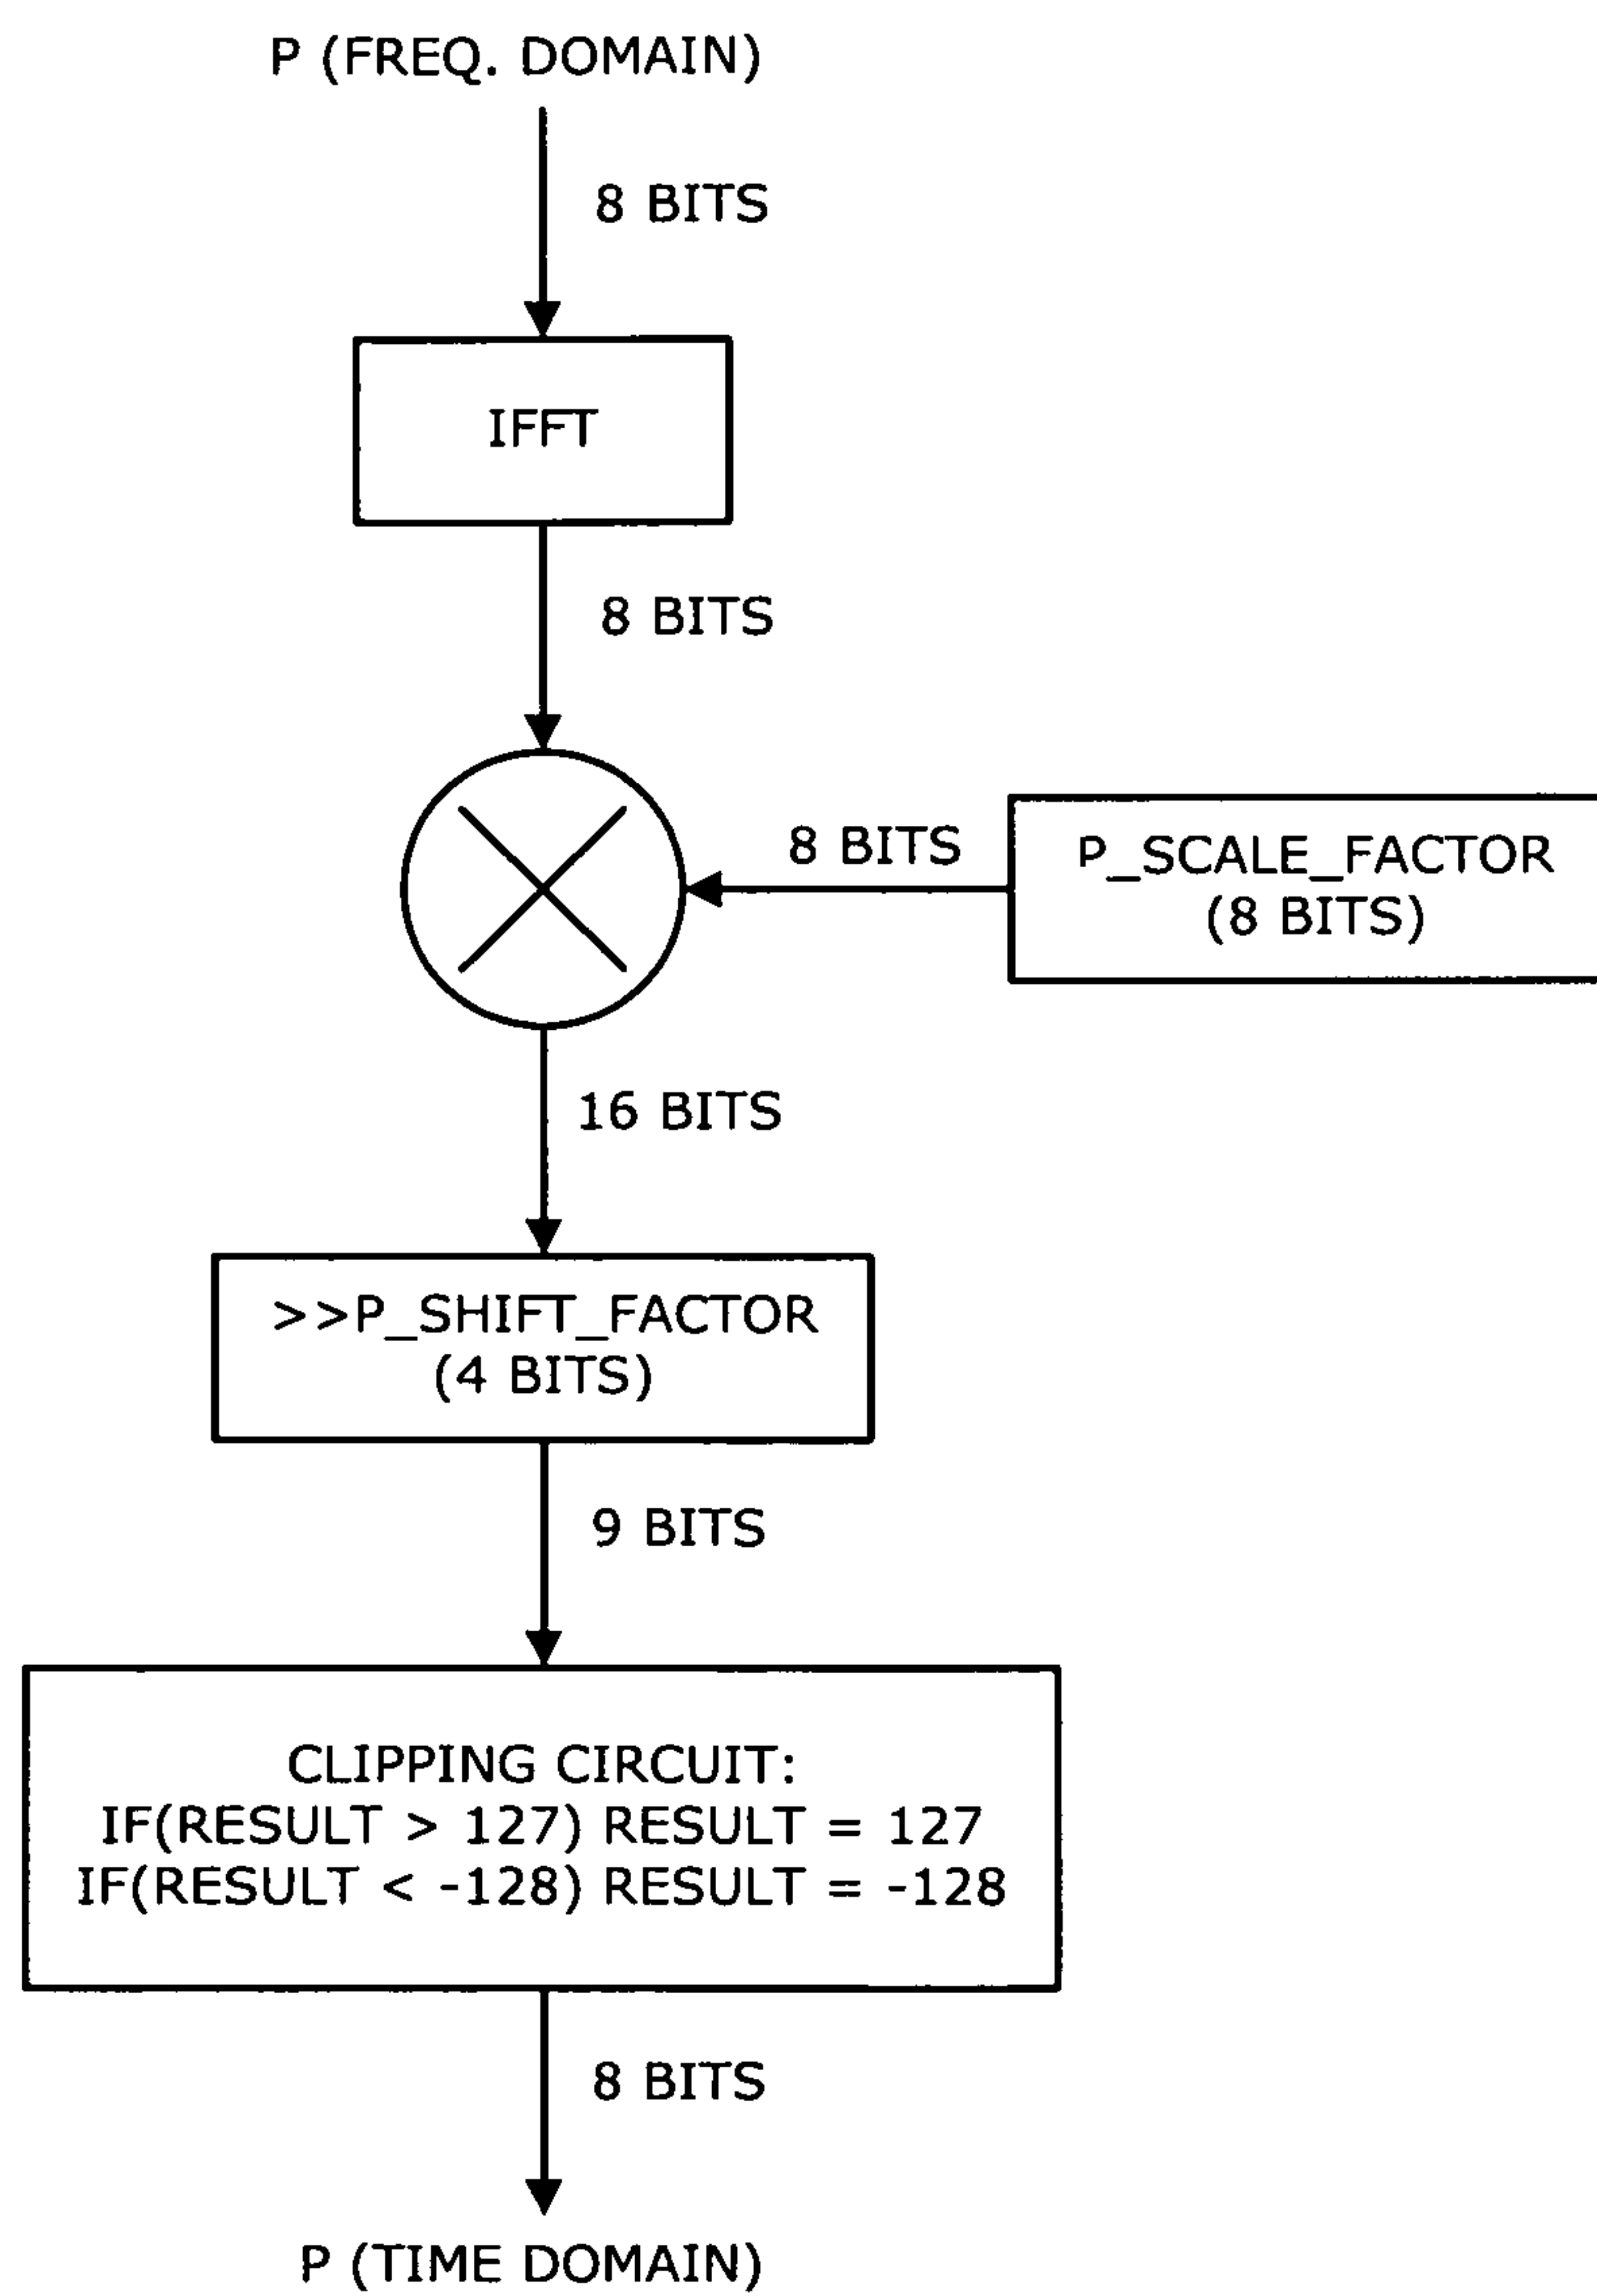 P (FREQ. DOMAIN)
8 BITS
IFFT
8 BITS
8 BITS
P_SCALE_FACTOR
(8 BITS)
16 BITS
>>P_SHIFT_FACTOR
(4 BITS)
9 BITS
CLIPPING CIRCUIT:
IF(RESULT > 127) RESULT = 127
IF(RESULT < -128) RESULT = -128
8 BITS
P (TIME DOMAIN)